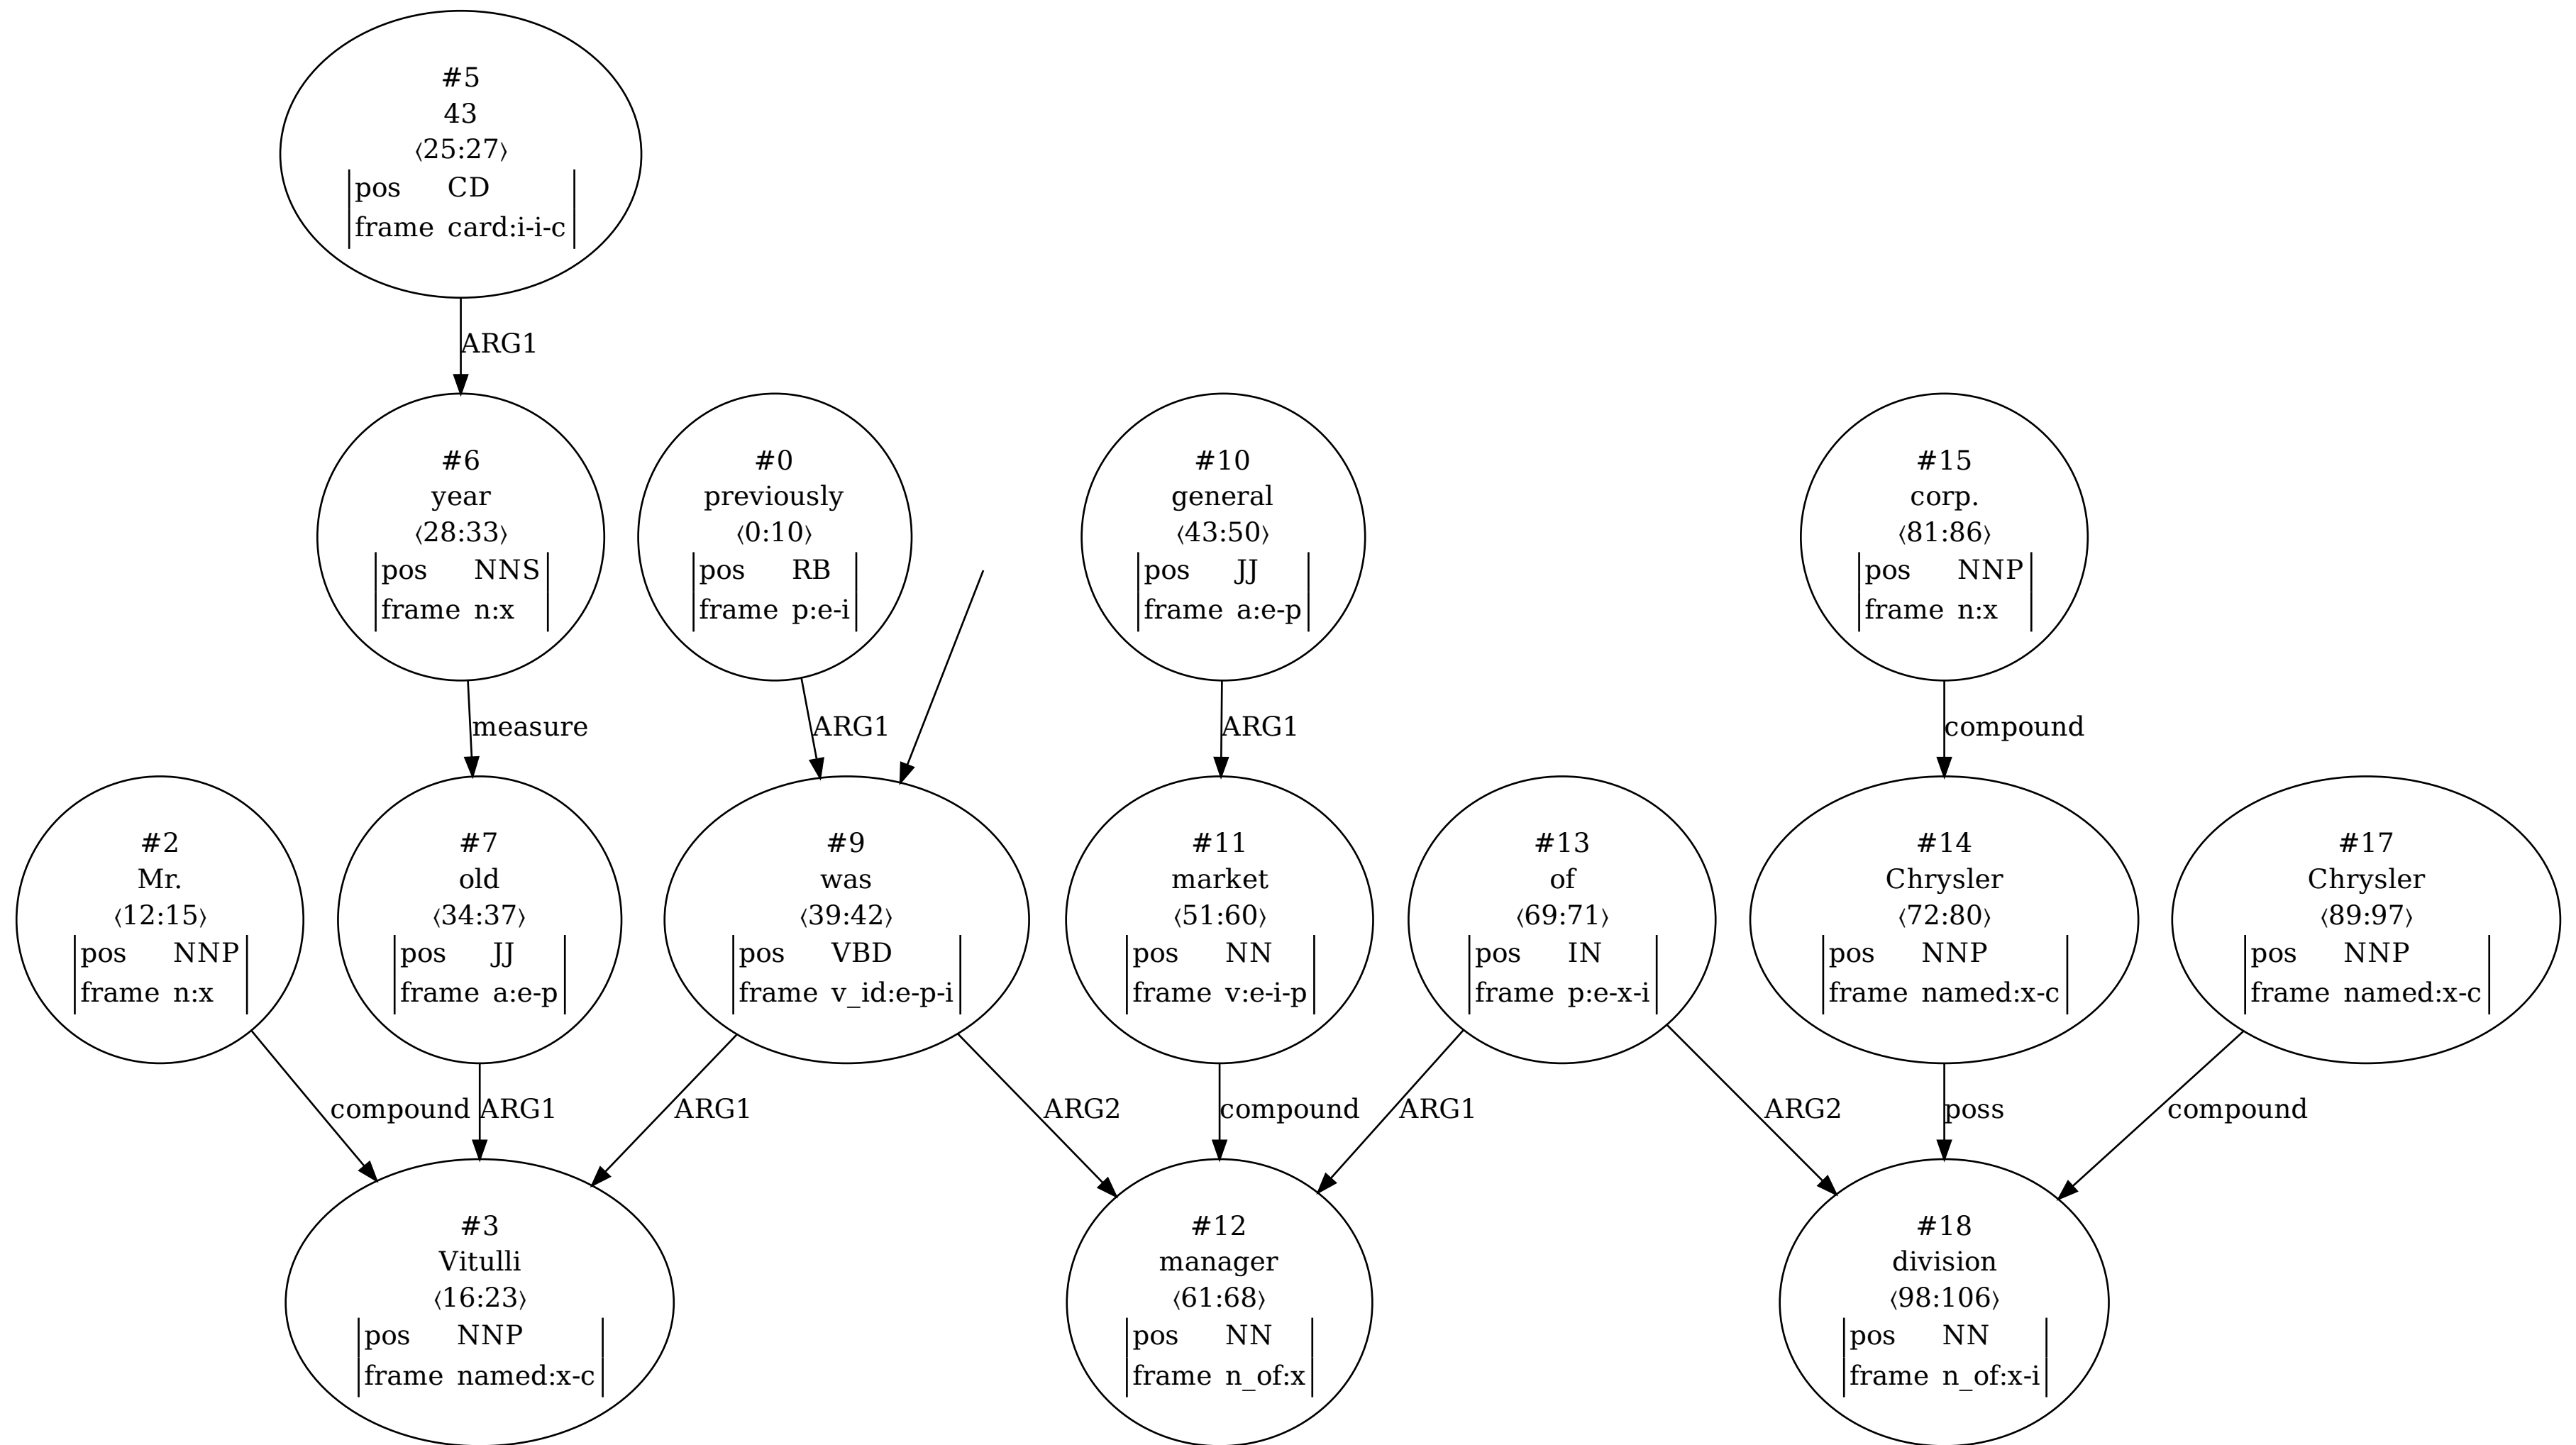 #5
43
⟨25:27⟩
pos CD
frame card:i-i-c
ARG1
#6
year
⟨28:33⟩
pos NNS
frame n:x
#0
previously
⟨0:10⟩
pos RB
frame p:e-i
#10
general
⟨43:50⟩
pos JJ
frame a:e-p
#15
corp.
⟨81:86⟩
pos NNP
frame n:x
measure
ARG1
ARG1
compound
#2
Mr.
⟨12:15⟩
pos NNP
frame n:x
#7
old
⟨34:37⟩
pos JJ
frame a:e-p
#9
was
⟨39:42⟩
pos VBD
frame v_id:e-p-i
#11
market
⟨51:60⟩
pos NN
frame v:e-i-p
#13
of
⟨69:71⟩
pos IN
frame p:e-x-i
#14
Chrysler
⟨72:80⟩
pos NNP
frame named:x-c
#17
Chrysler
⟨89:97⟩
pos NNP
frame named:x-c
compound
ARG1
ARG1
ARG2
compound
ARG1
ARG2
poss
compound
#3
Vitulli
⟨16:23⟩
pos NNP
frame named:x-c
#12
manager
⟨61:68⟩
pos NN
frame n_of:x
#18
division
⟨98:106⟩
pos NN
frame n_of:x-i